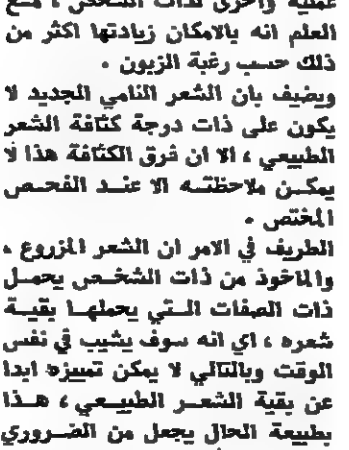 عملية واحرى لذات الشخص ، مع
العلم انه بالامكان زيادتها اكثر من
ذلك حسب رغبة الزبون .
ويضيف بان الشعر النامي الجديد لا
يكون على ذات درجة كثافة الشعر
الطبيعي ، الا ان فرق الكثافة هذا لا
يمكن ملاحظته الا عند الفحص
المختص .
الطريف في الامر ان الشعر المزروع ،
والماخوذ من ذات الشخص يحمل
ذات الصفات التي يحملها بقية
شعره ، اي انه سوف يشيب في نفس
الوقت وبالتالي لا يمكن تمييزه ابدا
عن بقية الشعر الطبيعي ، هذا
بطبيعة الحال يجعل من الضروري